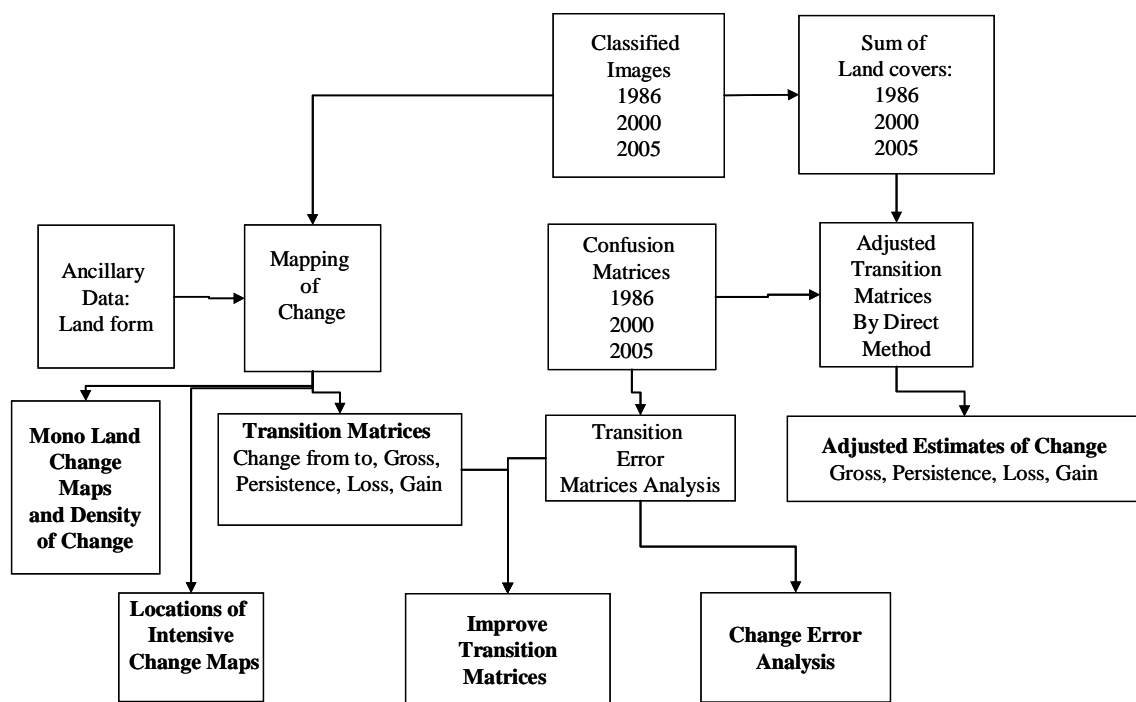 Classified
Images
1986
2000
2005
Sum of
Land covers:
1986
2000
2005
Ancillary
Data:
Land form
Mapping
of
Change
Confusion
Matrices
1986
2000
2005
Adjusted
Transition
Matrices
By Direct
Method
Mono Land
Change
Maps
and Density
of Change
Transition Matrices
Change from to, Gross,
Persistence, Loss, Gain
Transition
Error
Matrices Analysis
Adjusted Estimates of Change
Gross, Persistence, Loss, Gain
Locations of
Intensive
Change Maps
Improve
Transition
Matrices
Change Error
Analysis